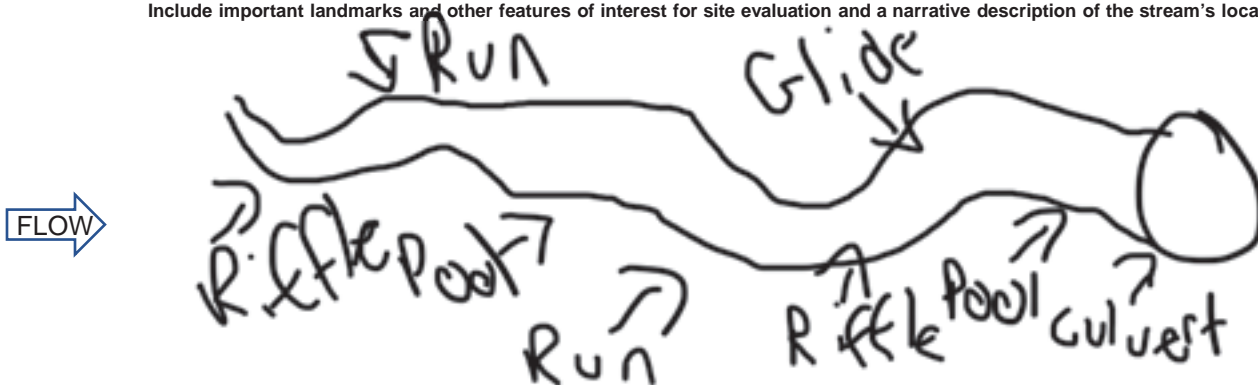 Include important landmarks and other features of interest for site evaluation and a narrative description of the stream's loca
Run
Glide
FLOW
Riffle
Pool
Run
Riffle
Pool
Culvert